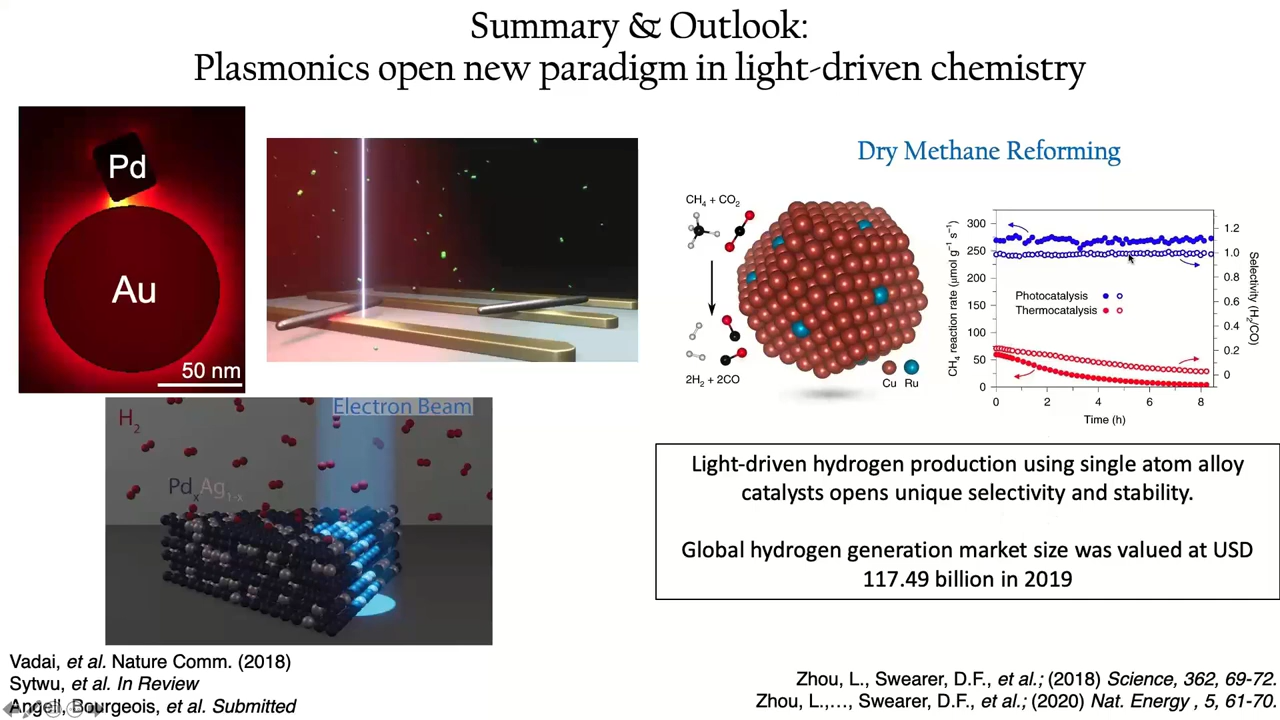 Summary & Outlook:
Plasmonics open new paradigm in light-driven chemistry
Pd
Au
50 nm
Electron Beam
H2
PdxAg1-x
Dry Methane Reforming
CH4 + CO2
2H2 + 2CO
Cu Ru
CH4 reaction rate (µmol g−1 s−1)
300
250
200
150
100
50
0
Photocatalysis
Thermocatalysis
1.2
1.0
0.8
0.6
0.4
0.2
0
Selectivity (H2/CO)
0 2 4 6 8
Time (h)
Light-driven hydrogen production using single atom alloy
catalysts opens unique selectivity and stability.
Global hydrogen generation market size was valued at USD
117.49 billion in 2019
Vadai, et al. Nature Comm. (2018)
Sytwu, et al. In Review
Angell, Bourgeois, et al. Submitted
Zhou, L., Swearer, D.F., et al.; (2018) Science, 362, 69-72.
Zhou, L.,…, Swearer, D.F., et al.; (2020) Nat. Energy , 5, 61-70.